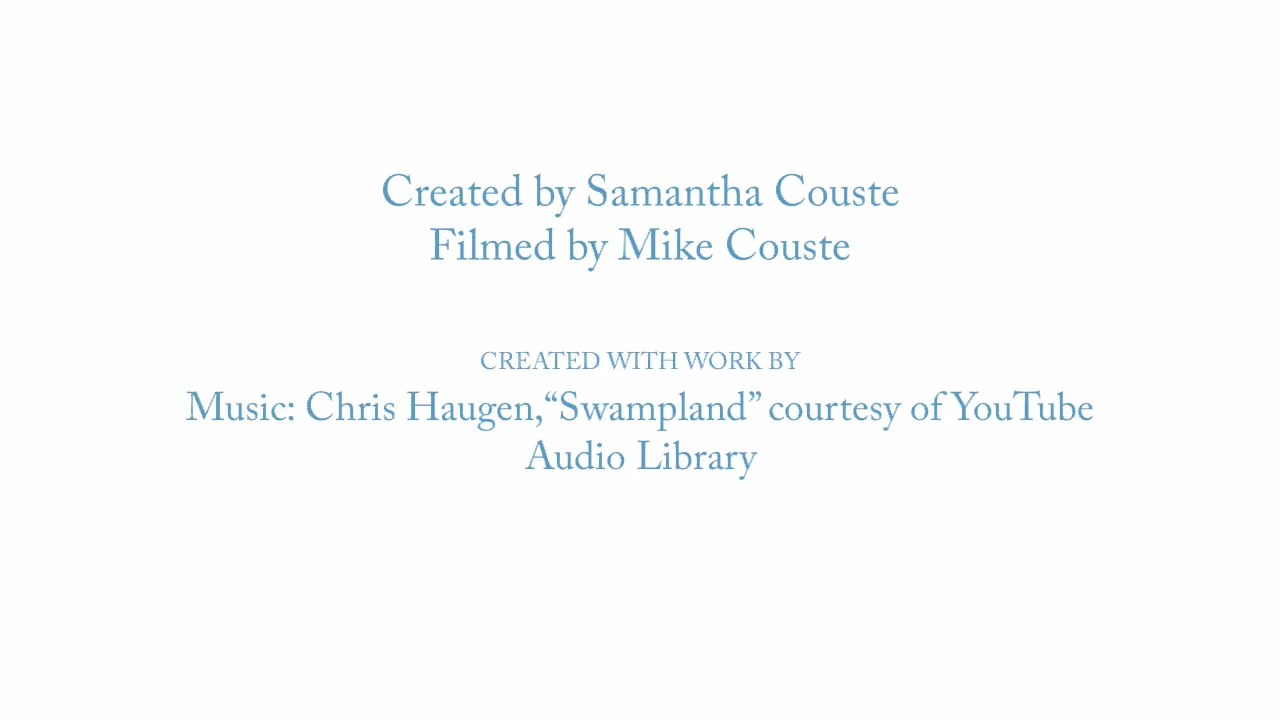 Created by Samantha Couste
Filmed by Mike Couste
CREATED WITH WORK BY
Music: Chris Haugen,“Swampland” courtesy of YouTube
Audio Library